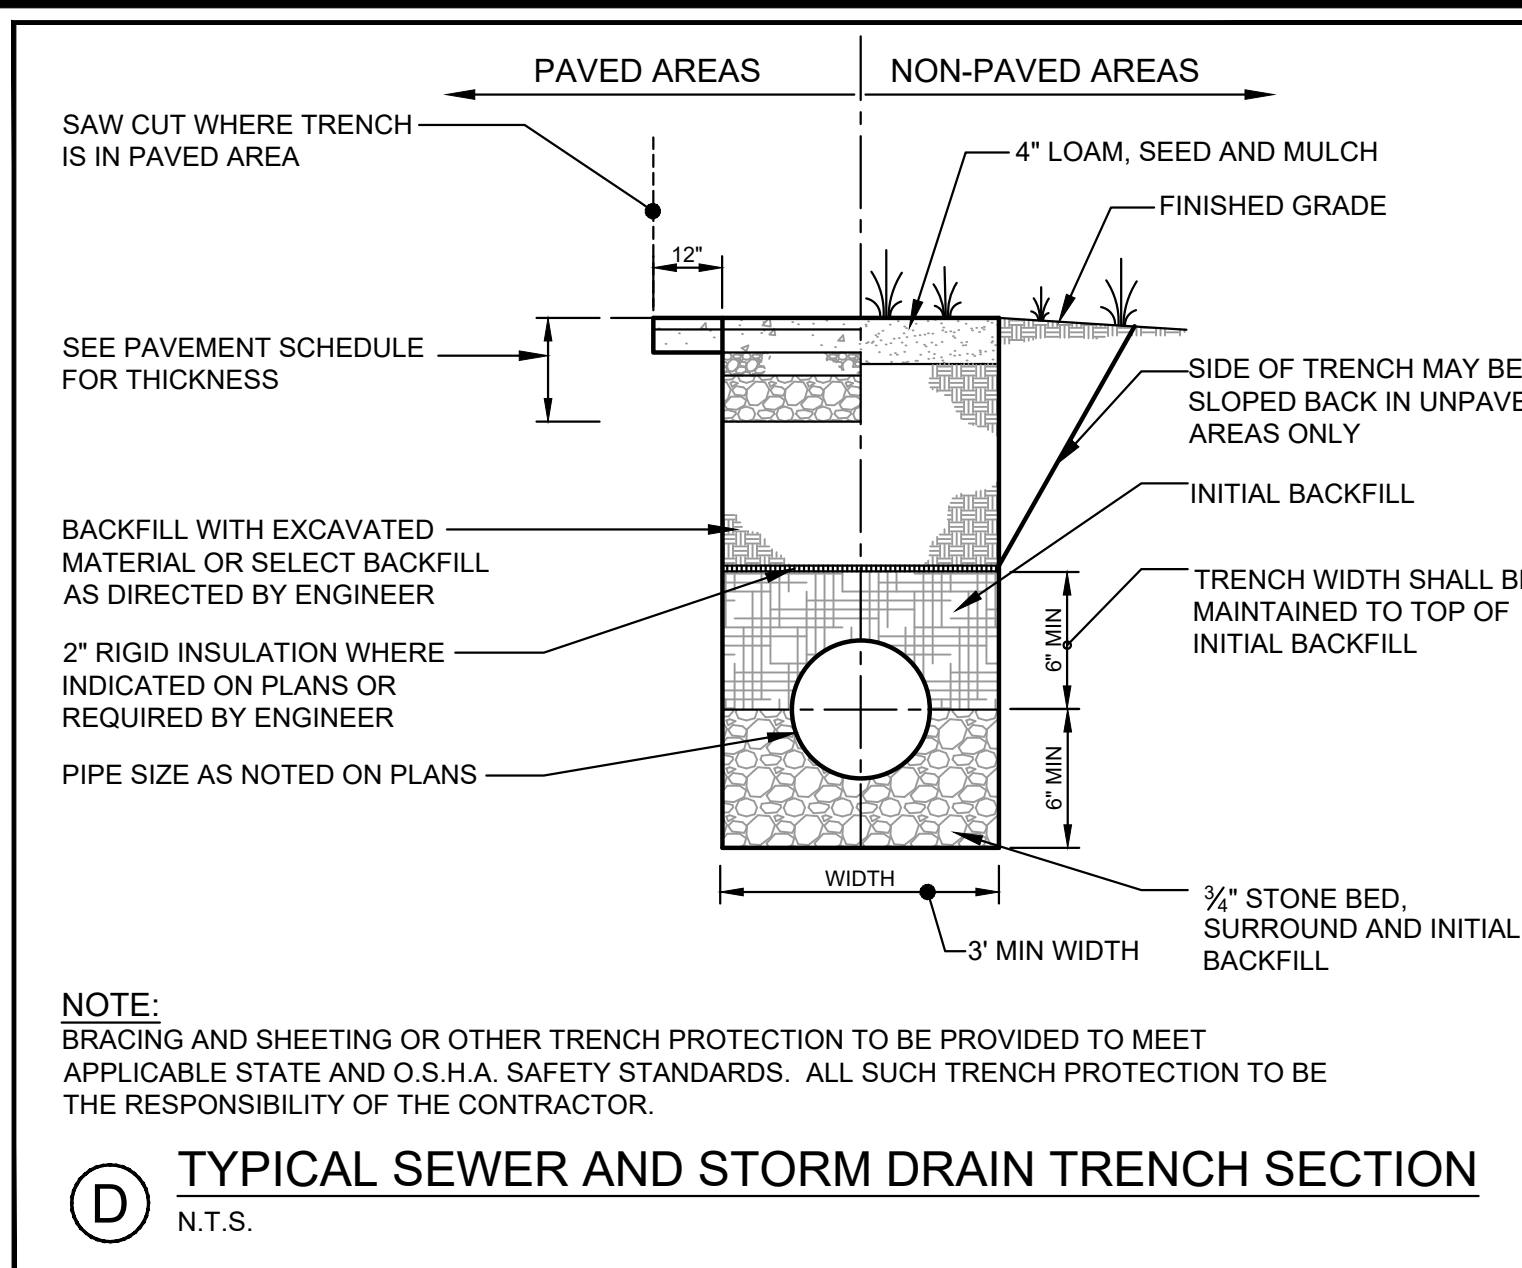 PAVED AREAS
NON-PAVED AREAS
SAW CUT WHERE TRENCH
IS IN PAVED AREA
4" LOAM, SEED AND MULCH
FINISHED GRADE
12"
SEE PAVEMENT SCHEDULE
FOR THICKNESS
SIDE OF TRENCH MAY BE
SLOPED BACK IN
AREAS ONLY
INITIAL BACKFILL
BACKFILL WITH EXCAVATED
MATERIAL OR SELECT BACKFILL
AS DIRECTED BY ENGINEER
TRENCH WIDTH SHALL
MAINTAINED TO TOP OF
INITIAL BACKFILL
6" MIN
2" RIGID INSULATION WHERE
INDICATED ON PLANS OR
REQUIRED BY ENGINEER
PIPE SIZE AS NOTED ON PLANS
6" MIN
WIDTH
3' MIN WIDTH
¾" STONE BED,
SURROUND AND INITIAL
BACKFILL
NOTE:
BRACING AND SHEETING OR OTHER TRENCH PROTECTION TO BE PROVIDED TO MEET
APPLICABLE STATE AND O.S.H.A. SAFETY STANDARDS. ALL SUCH TRENCH PROTECTION TO BE
THE RESPONSIBILITY OF THE CONTRACTOR.
D
TYPICAL SEWER AND STORM DRAIN TRENCH SECTION
N.T.S.